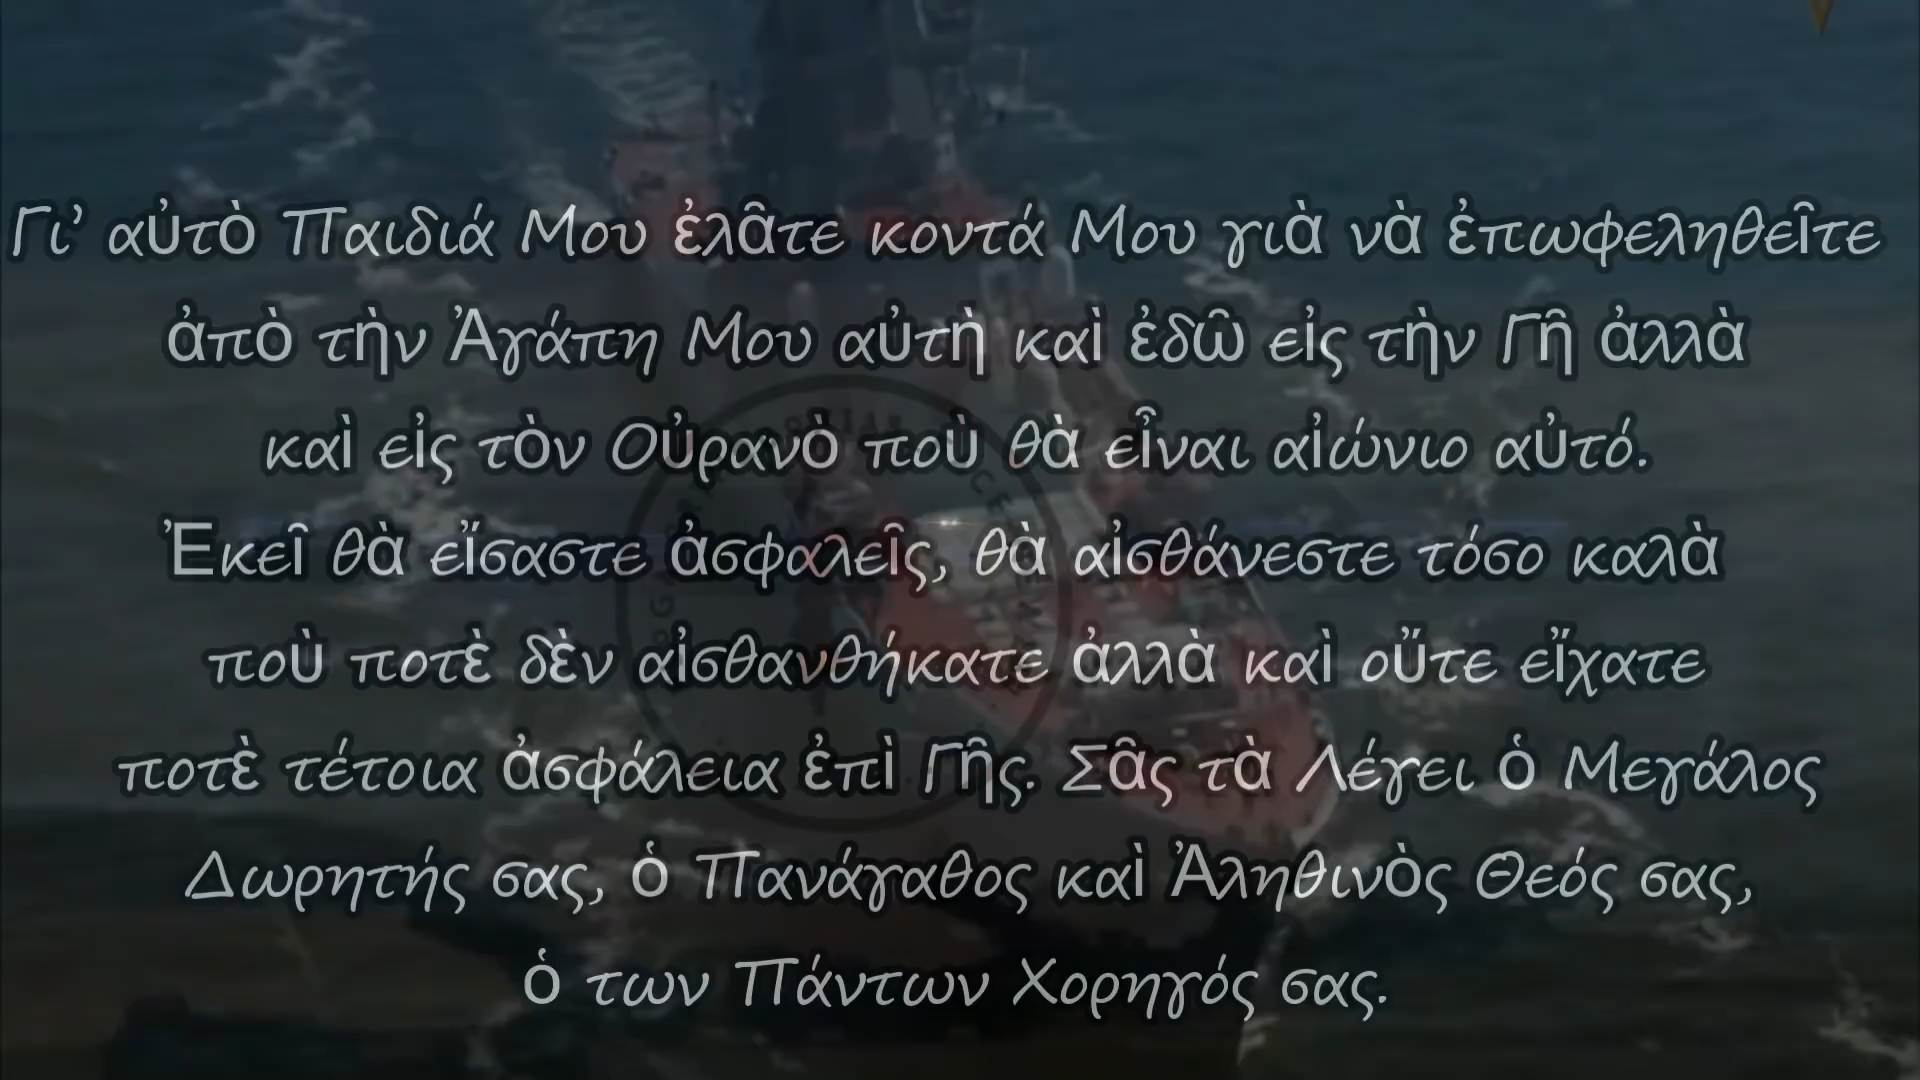 Γι’ αὐτὸ Παιδιά Μου ἐλᾶτε κοντά Μου γιὰ νὰ ἐπωφεληθεῖτε
ἀπὸ τὴν Ἀγάπη Μου αὐτὴ καὶ ἐδῶ εἰς τὴν Γῆ ἀλλὰ
καὶ εἰς τὸν Οὐρανὸ ποὺ θὰ εἶναι αἰώνιο αὐτό.
Ἐκεῖ θὰ εἴσαστε ἀσφαλεῖς, θὰ αἰσθάνεστε τόσο καλὰ
ποὺ ποτὲ δὲν αἰσθανθήκατε ἀλλὰ καὶ οὔτε εἴχατε
ποτὲ τέτοια ἀσφάλεια ἐπὶ Γῆς. Σᾶς τὰ Λέγει ὁ Μεγάλος
Δωρητής σας, ὁ Πανάγαθος καὶ Ἀληθινὸς Θεός σας,
ὁ των Πάντων Χορηγός σας.